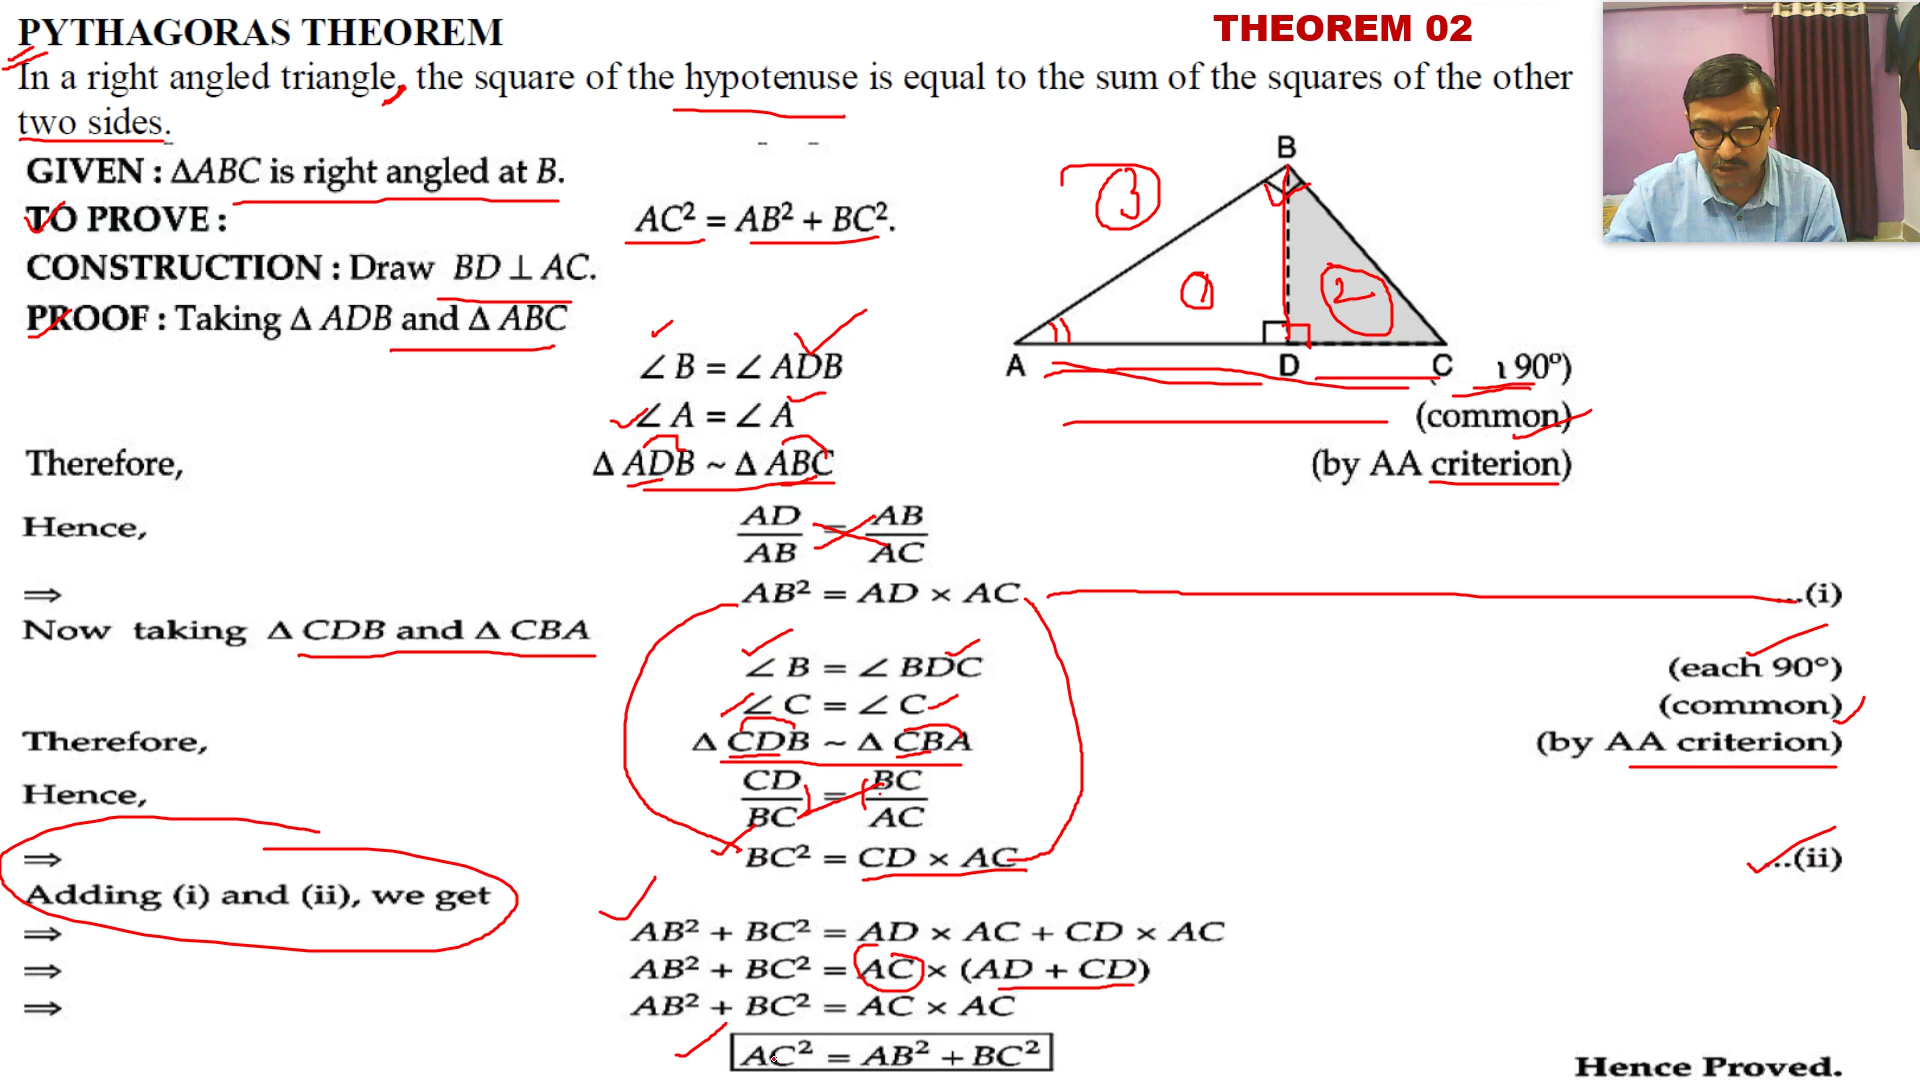 PYTHAGORAS THEOREM
THEOREM 02
In a right angled triangle, the square of the hypotenuse is equal to the sum of the squares of the other
two sides.
GIVEN : ΔABC is right angled at B.
TO PROVE : AC² = AB² + BC².
CONSTRUCTION : Draw BD ⊥ AC.
PROOF : Taking Δ ADB and Δ ABC
B
3
1
2
A D C
∠ B = ∠ ADB 90°)
∠ A = ∠ A (common)
Therefore, Δ ADB ~ Δ ABC (by AA criterion)
Hence, AD/AB = AB/AC
⇒ AB² = AD × AC ...(i)
Now taking Δ CDB and Δ CBA
∠ B = ∠ BDC (each 90°)
∠ C = ∠ C (common)
Therefore, Δ CDB ~ Δ CBA (by AA criterion)
Hence, CD/BC = BC/AC
⇒ BC² = CD × AC ...(ii)
Adding (i) and (ii), we get
⇒ AB² + BC² = AD × AC + CD × AC
⇒ AB² + BC² = AC × (AD + CD)
⇒ AB² + BC² = AC × AC
AC² = AB² + BC²
Hence Proved.